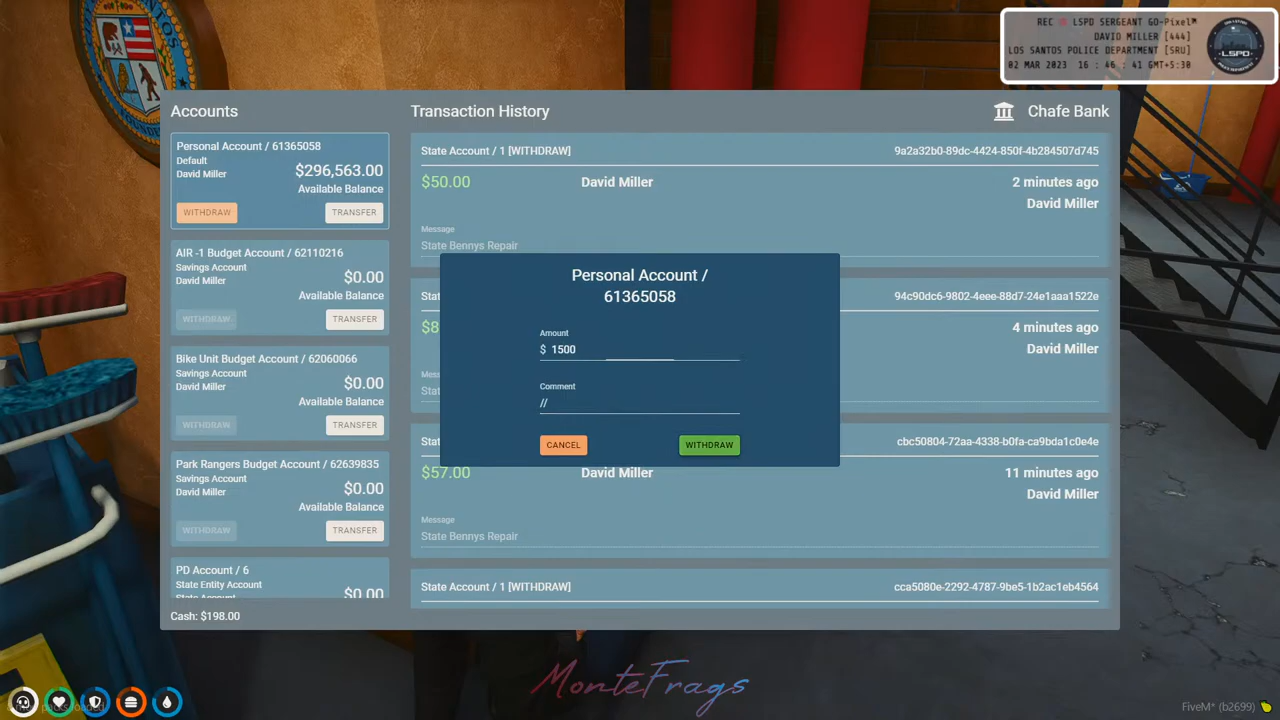 REC LSPD SERGEANT GO-Pixel™
DAVID MILLER [444]
LOS SANTOS POLICE DEPARTMENT [SRU]
02 MAR 2023 16 : 46 : 41 GMT+5:30
LSPD
Accounts
Transaction History
Chafe Bank
Personal Account / 61365058
Default
David Miller
$296,563.00
Available Balance
WITHDRAW
TRANSFER
AIR -1 Budget Account / 62110216
Savings Account
David Miller
$0.00
Available Balance
WITHDRAW
TRANSFER
Bike Unit Budget Account / 62060066
Savings Account
David Miller
$0.00
Available Balance
WITHDRAW
TRANSFER
Park Rangers Budget Account / 62639835
Savings Account
David Miller
$0.00
Available Balance
WITHDRAW
TRANSFER
PD Account / 6
State Entity Account
$0.00
Cash: $198.00
State Account / 1 [WITHDRAW]
9a2a32b0-89dc-4424-850f-4b284507d745
$50.00
David Miller
2 minutes ago
David Miller
Message
State Bennys Repair
94c90dc6-9802-4eee-88d7-24e1aaa1522e
4 minutes ago
David Miller
cbc50804-72aa-4338-b0fa-ca9bda1c0e4e
$57.00
David Miller
11 minutes ago
David Miller
Message
State Bennys Repair
State Account / 1 [WITHDRAW]
cca5080e-2292-4787-9be5-1b2ac1eb4564
Personal Account /
61365058
Amount
$ 1500
Comment
//
CANCEL
WITHDRAW
MonteFrags
FiveM* (b2699)